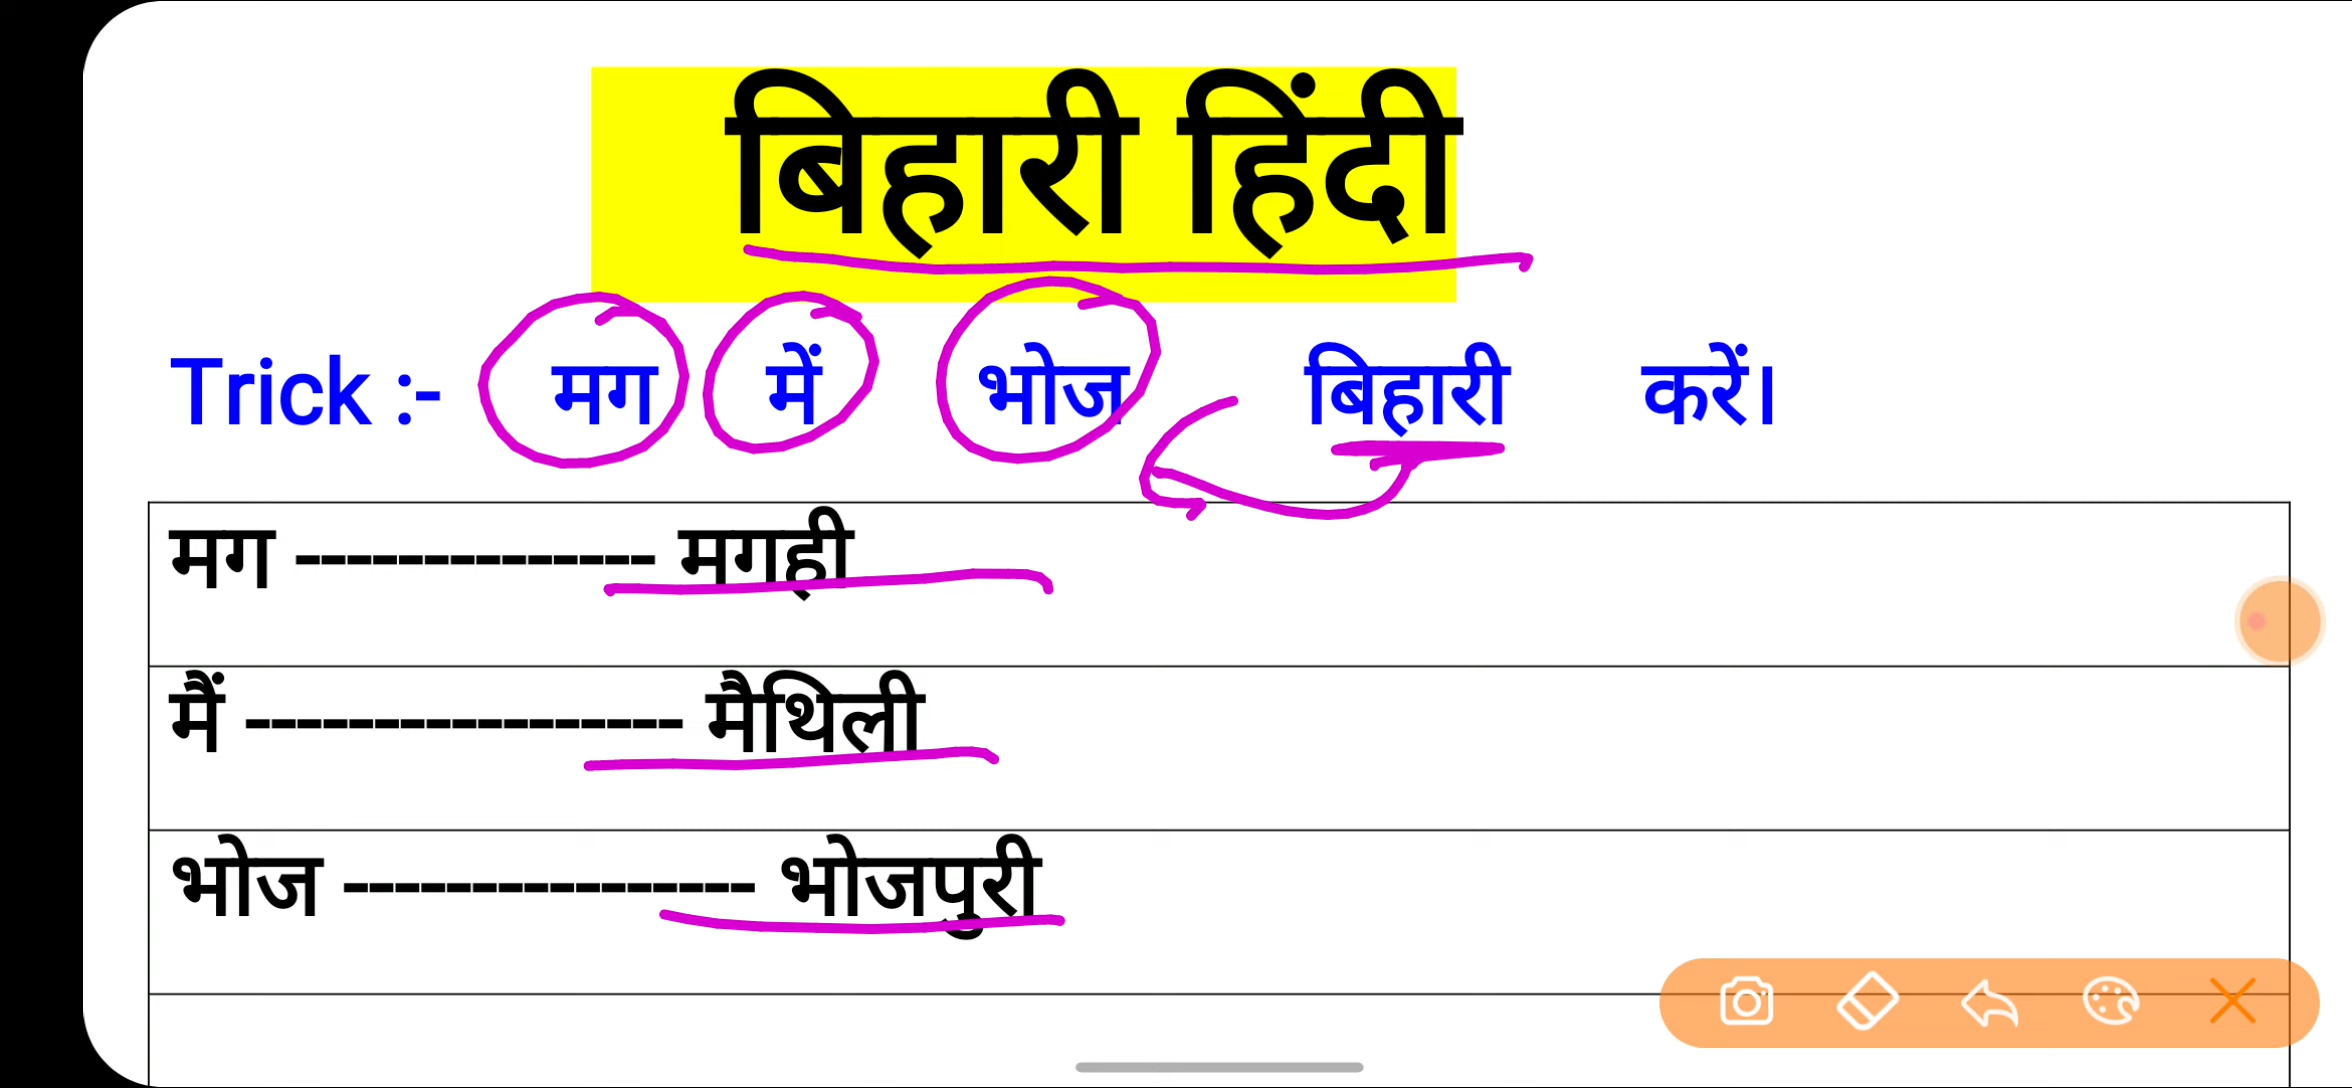 बिहारी हिंदी
Trick :- मग में भोज बिहारी करें।
मग -------------- मगही
मैं ----------------- मैथिली
भोज ---------------- भोजपुरी